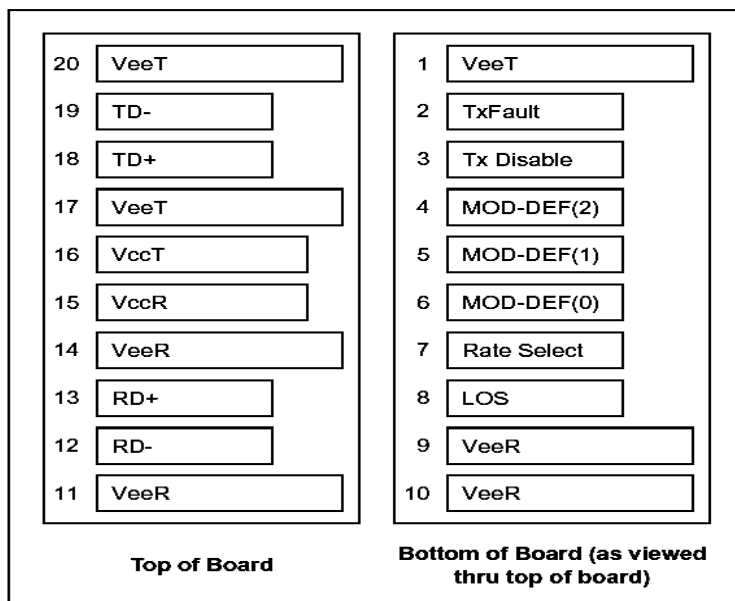 20 VeeT
19 TD-
18 TD+
17 VeeT
16 VccT
15 VccR
14 VeeR
13 RD+
12 RD-
11 VeeR
Top of Board
1 VeeT
2 TxFault
3 Tx Disable
4 MOD-DEF(2)
5 MOD-DEF(1)
6 MOD-DEF(0)
7 Rate Select
8 LOS
9 VeeR
10 VeeR
Bottom of Board (as viewed
thru top of board)